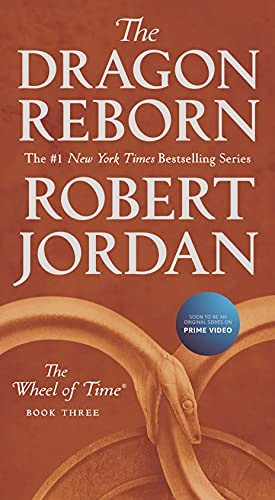 The
DRAGON
REBORN
The #1 New York Times Bestselling Series
ROBERT
JORDAN
SOON TO BE AN
ORIGINAL SERIES ON
PRIME VIDEO
The
Wheel of Time®
BOOK THREE